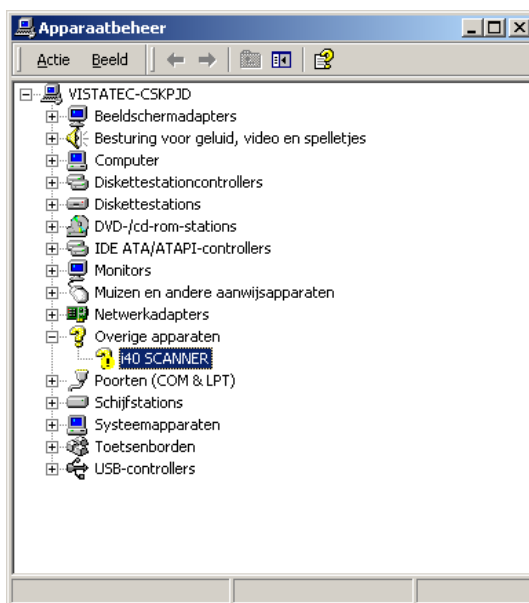 Apparaatbeheer
Actie Beeld
VISTATEC-CSKPJD
Beeldschermadapters
Besturing voor geluid, video en spelletjes
Computer
Diskettestationcontrollers
Diskettestations
DVD-/cd-rom-stations
IDE ATA/ATAPI-controllers
Monitors
Muizen en andere aanwijsapparaten
Netwerkadapters
Overige apparaten
i40 SCANNER
Poorten (COM & LPT)
Schijfstations
Systeemapparaten
Toetsenborden
USB-controllers